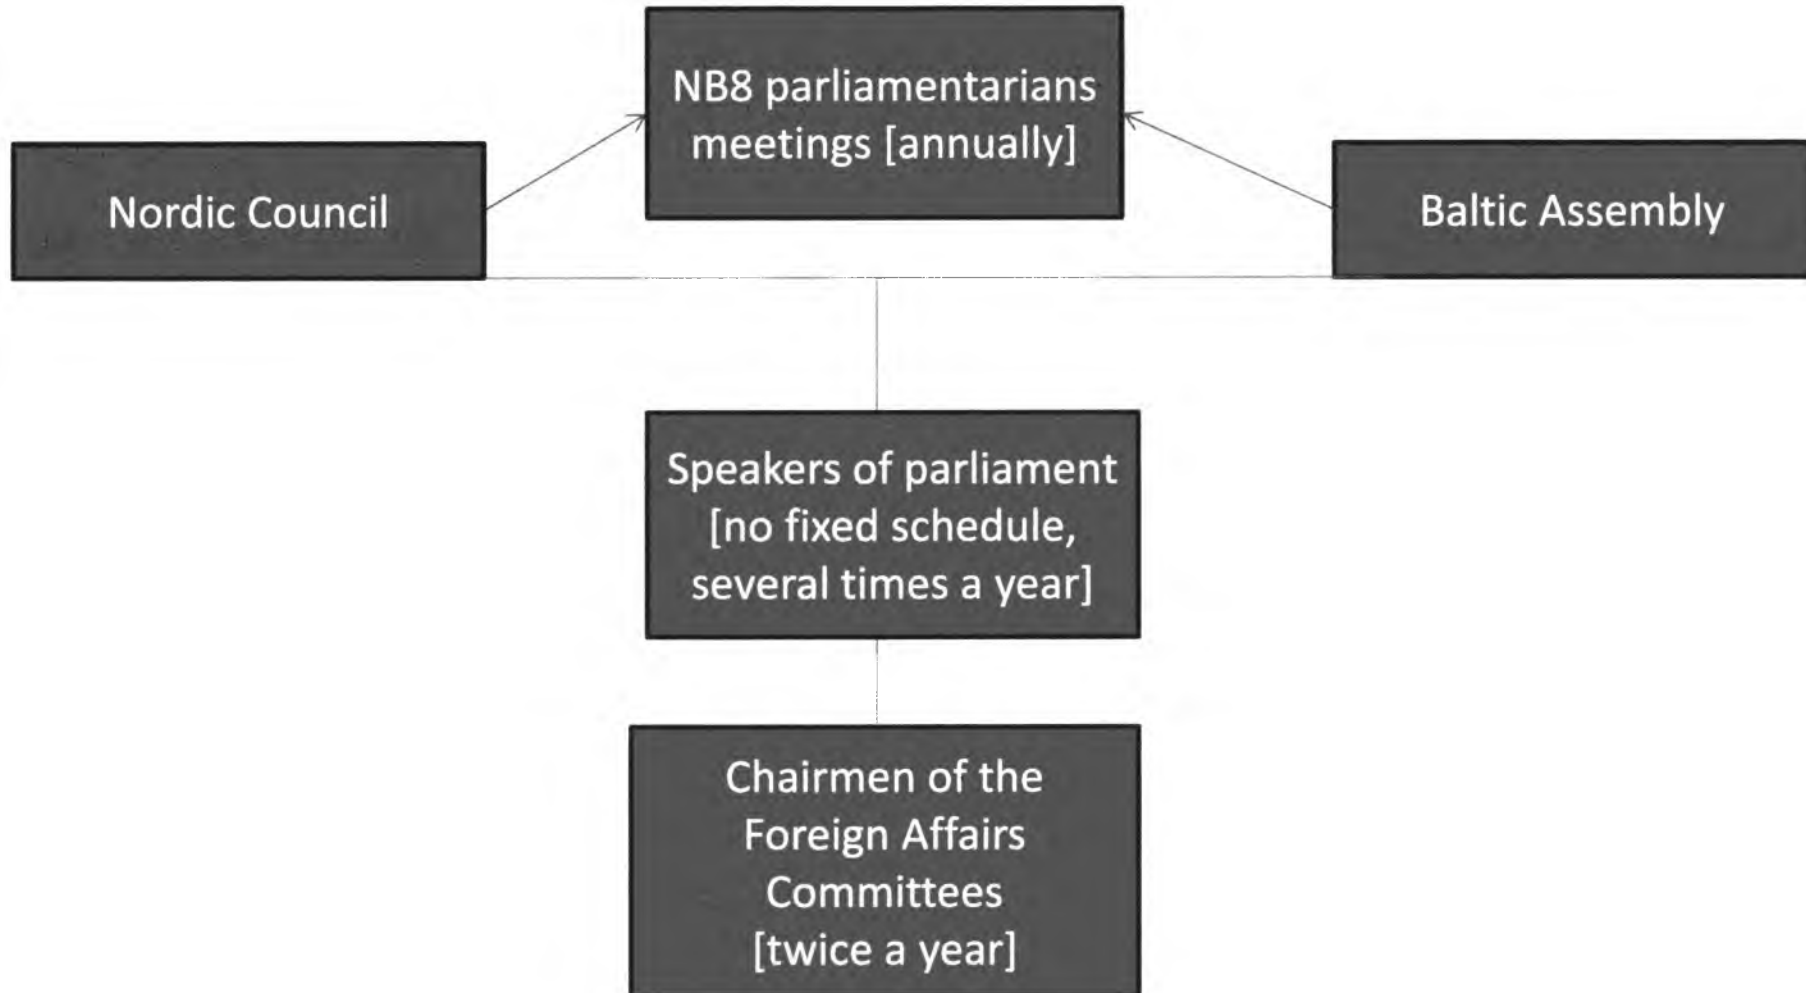 NB8 parliamentarians
meetings [annually]
Nordic Council
Baltic Assembly
Speakers of parliament
[no fixed schedule,
several times a year]
Chairmen of the
Foreign Affairs
Committees
[twice a year]